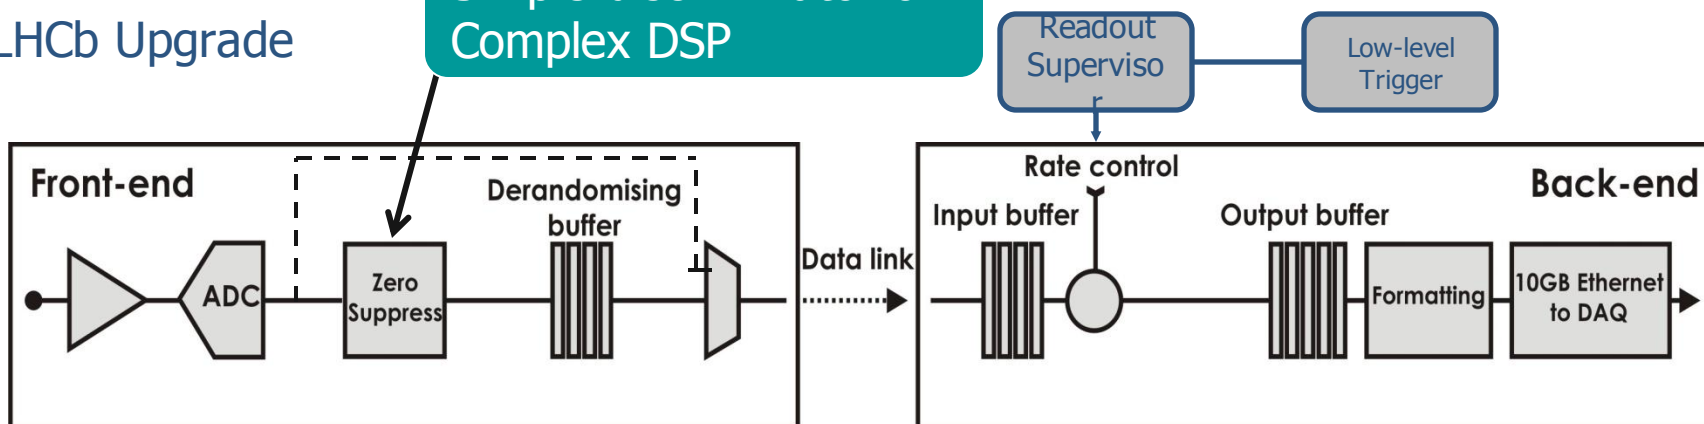 LHCb Upgrade
Complex DSP
Readout
Superviso
r
Low-level
Trigger
Front-end
Derandomising
buffer
ADC
Zero
Suppress
Data link
Rate control
Back-end
Input buffer
Output buffer
Formatting
10GB Ethernet
to DAQ